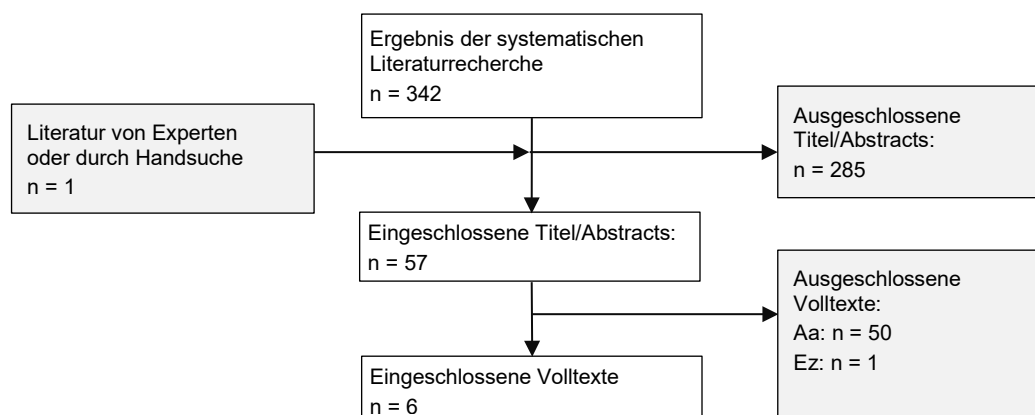 Ergebnis der systematischen
Literaturrecherche
n = 342
Literatur von Experten
oder durch Handsuche
n = 1
Ausgeschlossene
Titel/Abstracts:
n = 285
Eingeschlossene Titel/Abstracts:
n = 57
Ausgeschlossene
Volltexte:
Aa: n = 50
Ez: n = 1
Eingeschlossene Volltexte
n = 6